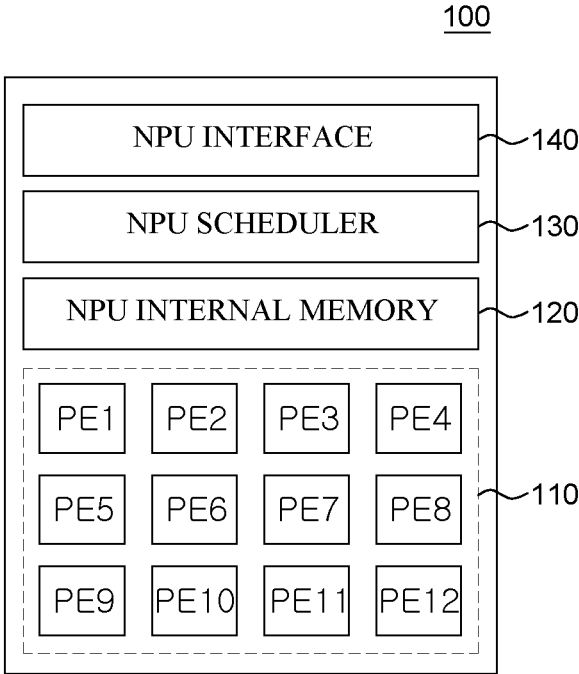 100
NPU INTERFACE 140
NPU SCHEDULER 130
NPU INTERNAL MEMORY 120
PE1 PE2 PE3 PE4
PE5 PE6 PE7 PE8 110
PE9 PE10 PE11 PE12